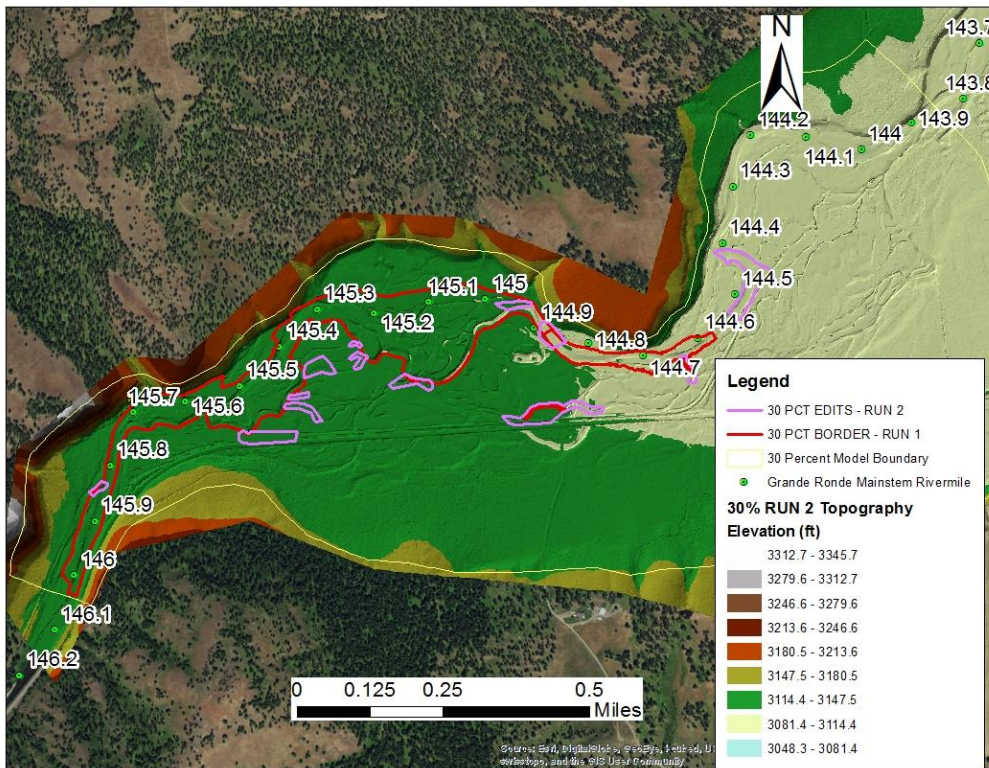 N
143.7
143.8
143.9
144
144.1
144.2
144.3
144.4
144.5
144.6
144.7
144.8
144.9
145
145.1
145.2
145.3
145.4
145.5
145.6
145.7
145.8
145.9
146
146.1
146.2
0 0.125 0.25 0.5
Miles
Legend
30 PCT EDITS - RUN 2
30 PCT BORDER - RUN 1
30 Percent Model Boundary
Grande Ronde Mainstem Rivermile
30% RUN 2 Topography
Elevation (ft)
3312.7 - 3345.7
3279.6 - 3312.7
3246.6 - 3279.6
3213.6 - 3246.6
3180.5 - 3213.6
3147.5 - 3180.5
3114.4 - 3147.5
3081.4 - 3114.4
3048.3 - 3081.4
Source: Esri, DigitalGlobe, GeoEye, i-cubed, U
swisstopo, and the GIS User Community